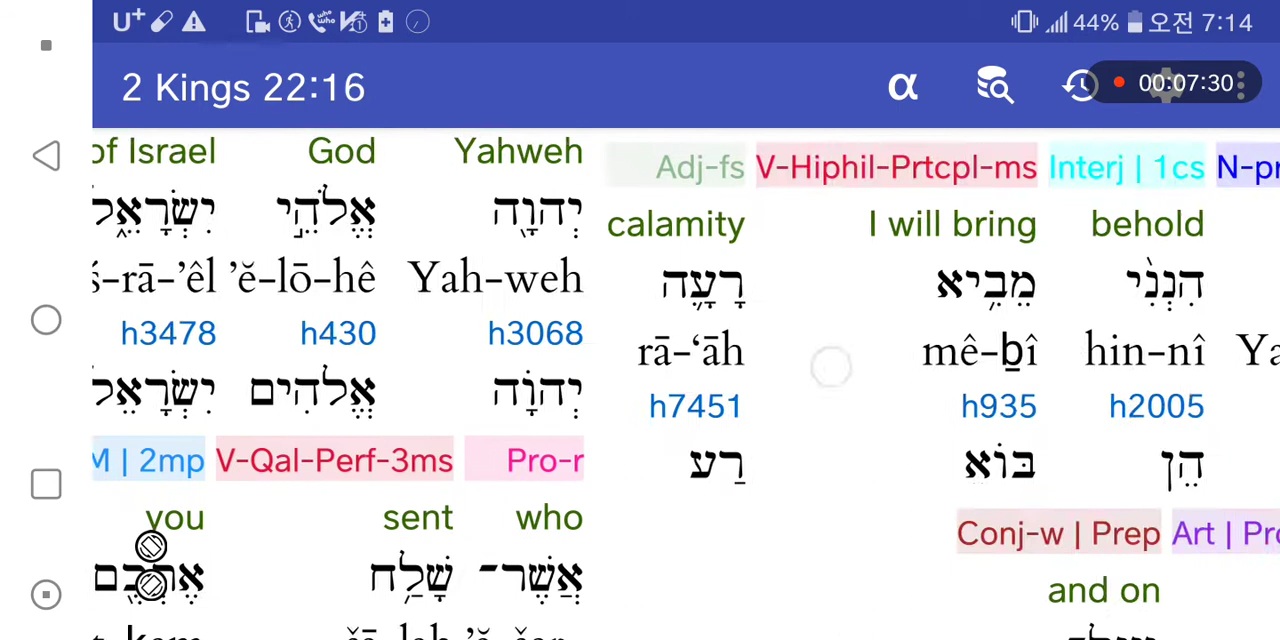 U+ 44% 오전 7:14
2 Kings 22:16 α 00:07:30
of Israel God Yahweh
יִשְׂרָאֵ֑ל אֱלֹהֵ֣י יְהוָ֖ה
rā-’êl ’ĕ-lō-hê Yah-weh
h3478 h430 h3068
יִשְׂרָאֵל אֱלֹהִים יְהוָֹה
M | 2mp V-Qal-Perf-3ms Pro-r
you sent who
שָׁלַ֥ח אֲשֶׁר־
Adj-fs V-Hiphil-Prtcpl-ms Interj | 1cs
calamity I will bring behold
רָעָ֛ה מֵבִ֥יא הִנְנִ֨י
rā-‘āh mê-ḇî hin-nî Ya
h7451 h935 h2005
רַע בּוֹא הֵן
Conj-w | Prep
and on